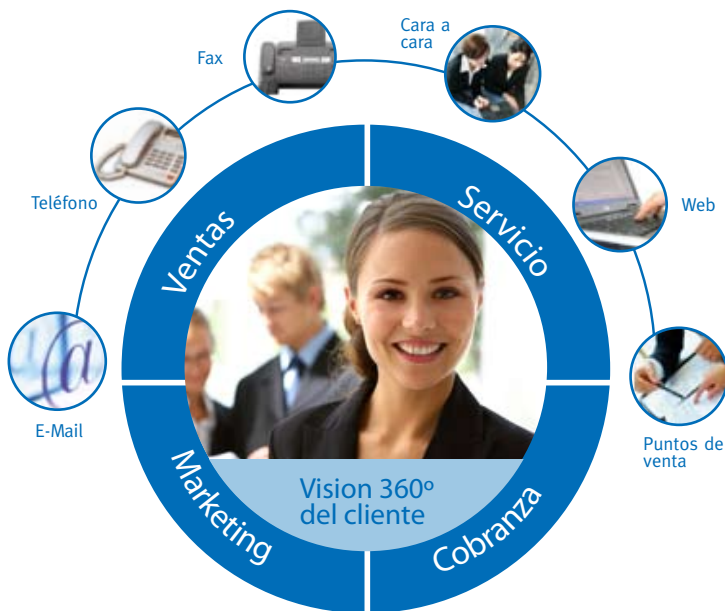 Fax
Cara a
cara
Teléfono
Web
E-Mail
Puntos de
venta
Ventas
Servicio
Marketing
Cobranza
Vision 360º
del cliente